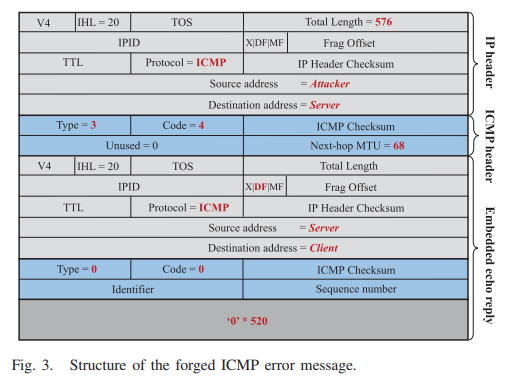 V4 IHL = 20 TOS Total Length = 576
IPID X|DF|MF Frag Offset
TTL Protocol = ICMP IP Header Checksum
Source address = Attacker
Destination address = Server
IP header
Type = 3 Code = 4 ICMP Checksum
Unused = 0 Next-hop MTU = 68
ICMP header
V4 IHL = 20 TOS Total Length
IPID X|DF|MF Frag Offset
TTL Protocol = ICMP IP Header Checksum
Source address = Server
Destination address = Client
Type = 0 Code = 0 ICMP Checksum
Identifier Sequence number
‘0’ * 520
Embedded echo reply
Fig. 3. Structure of the forged ICMP error message.